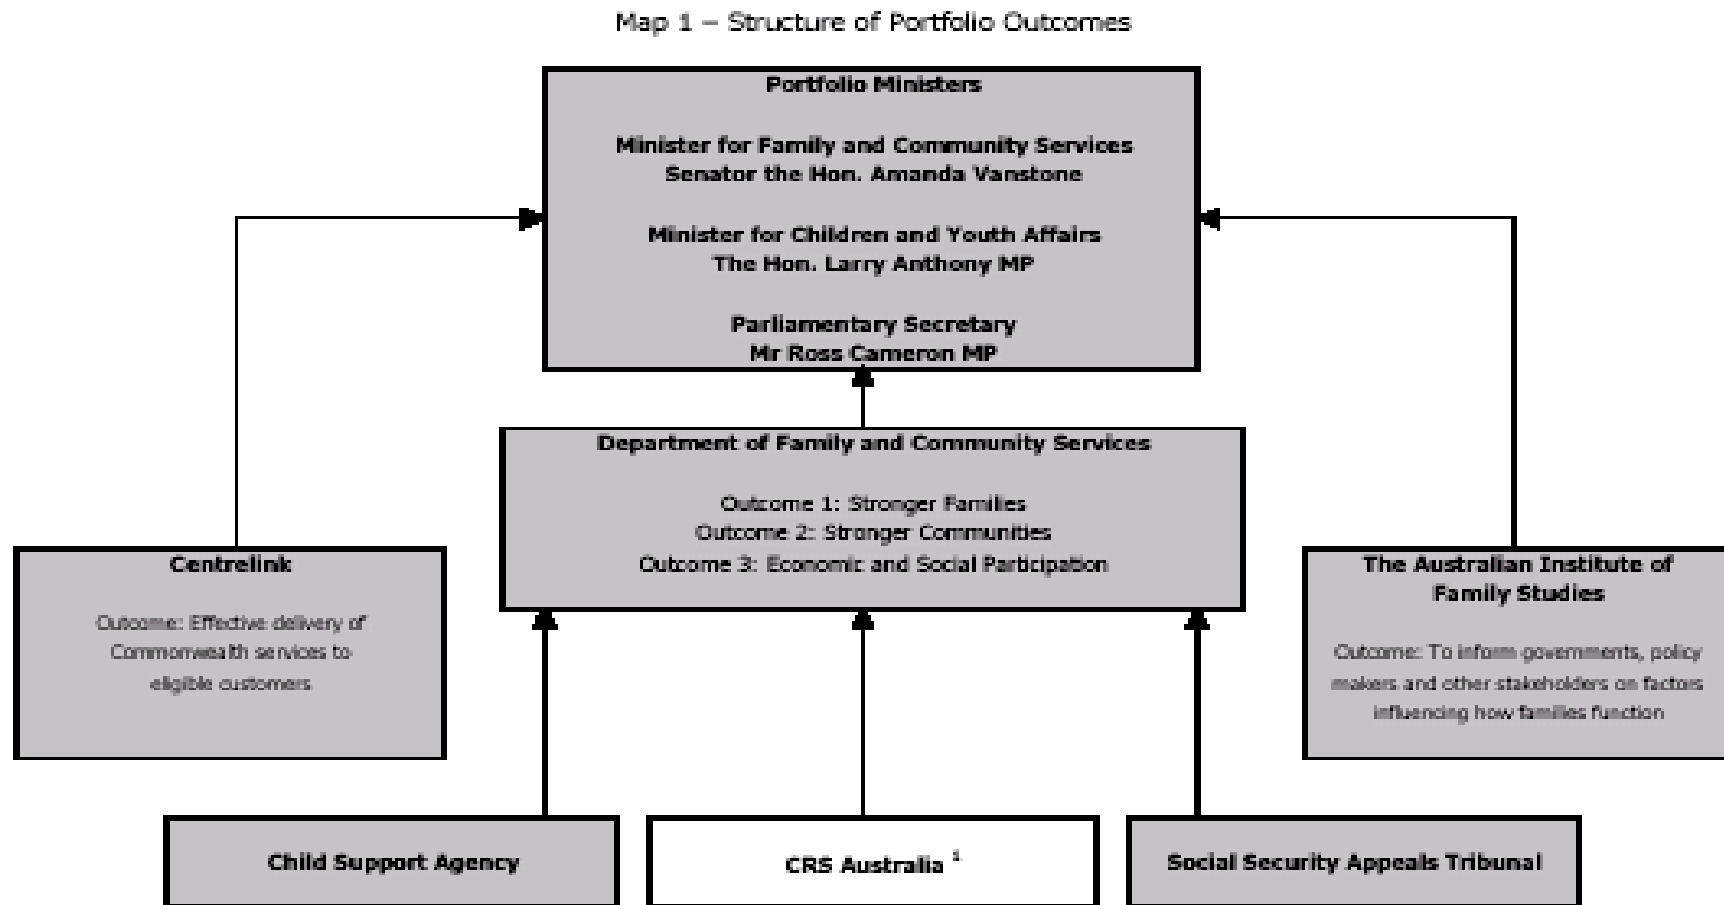 Map 1 – Structure of Portfolio Outcomes
Portfolio Ministers
Minister for Family and Community Services
Senator the Hon. Amanda Vanstone
Minister for Children and Youth Affairs
The Hon. Larry Anthony MP
Parliamentary Secretary
Mr Ross Cameron MP
Department of Family and Community Services
Outcome 1: Stronger Families
Outcome 2: Stronger Communities
Outcome 3: Economic and Social Participation
Centrelink
Outcome: Effective delivery of
Commonwealth services to
eligible customers
The Australian Institute of
Family Studies
Outcome: To inform governments, policy
makers and other stakeholders on factors
influencing how families function
Child Support Agency
CRS Australia ¹
Social Security Appeals Tribunal